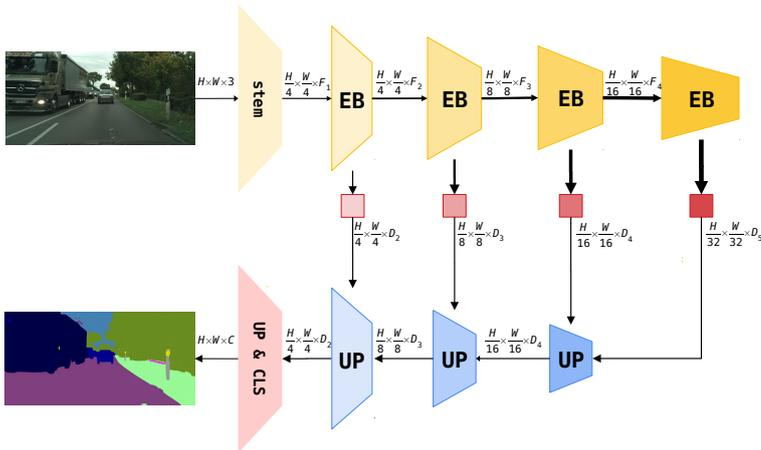 H×W×3
stem
H/4×W/4×F₁
EB
H/4×W/4×F₂
EB
H/8×W/8×F₃
EB
H/16×W/16×F₄
EB
H/4×W/4×D₂
H/8×W/8×D₃
H/16×W/16×D₄
H/32×W/32×D₅
H×W×C
UP & CLS
H/4×W/4×D₂
UP
H/8×W/8×D₃
UP
H/16×W/16×D₄
UP